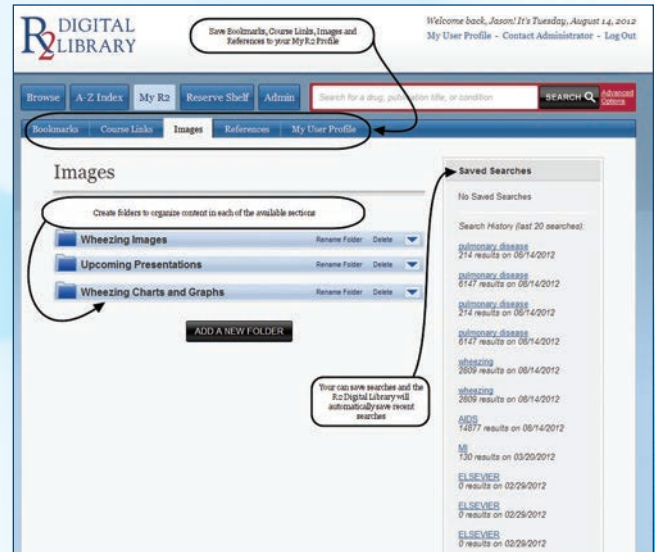 R2 DIGITAL
LIBRARY
Save Bookmarks, Course Links, Images and
References to your My R2 Profile
Welcome back, Jason! It's Tuesday, August 14, 2012
My User Profile - Contact Administrator - Log Out
Browse A-Z Index My R2 Reserve Shelf Admin Search for a drug, publication title, or condition SEARCH Advanced
Options
Bookmarks Course Links Images References My User Profile
Images
Saved Searches
No Saved Searches
Create folders to organize content in each of the available sections
Search History (last 20 searches):
Wheezing Images Rename Folder Delete
Upcoming Presentations Rename Folder Delete
Wheezing Charts and Graphs Rename Folder Delete
ADD A NEW FOLDER
pulmonary disease
214 results on 08/14/2012
pulmonary disease
6147 results on 08/14/2012
pulmonary disease
214 results on 08/14/2012
pulmonary disease
6147 results on 08/14/2012
Your can save searches and the
R2 Digital Library will
automatically save recent
searches
wheezing
2609 results on 08/14/2012
wheezing
2609 results on 08/14/2012
AIDS
14877 results on 08/14/2012
MI
130 results on 03/20/2012
ELSEVIER
0 results on 02/29/2012
ELSEVIER
0 results on 02/29/2012
ELSEVIER
0 results on 02/29/2012